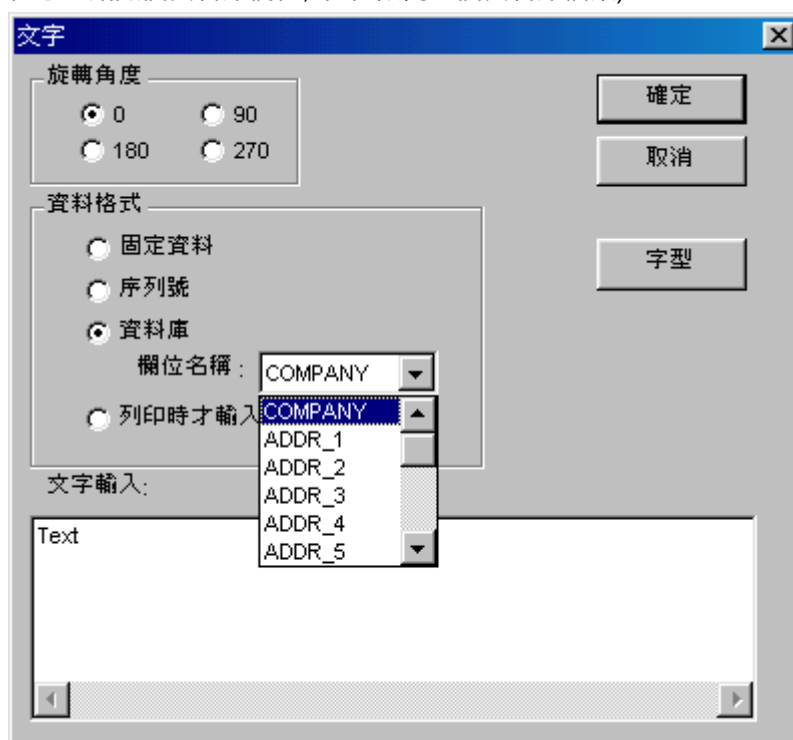 文字
旋轉角度
0 90
180 270
確定
取消
資料格式
固定資料
序列號
資料庫
欄位名稱 : COMPANY
列印時才輸入
COMPANY
ADDR_1
ADDR_2
ADDR_3
ADDR_4
ADDR_5
字型
文字輸入:
Text